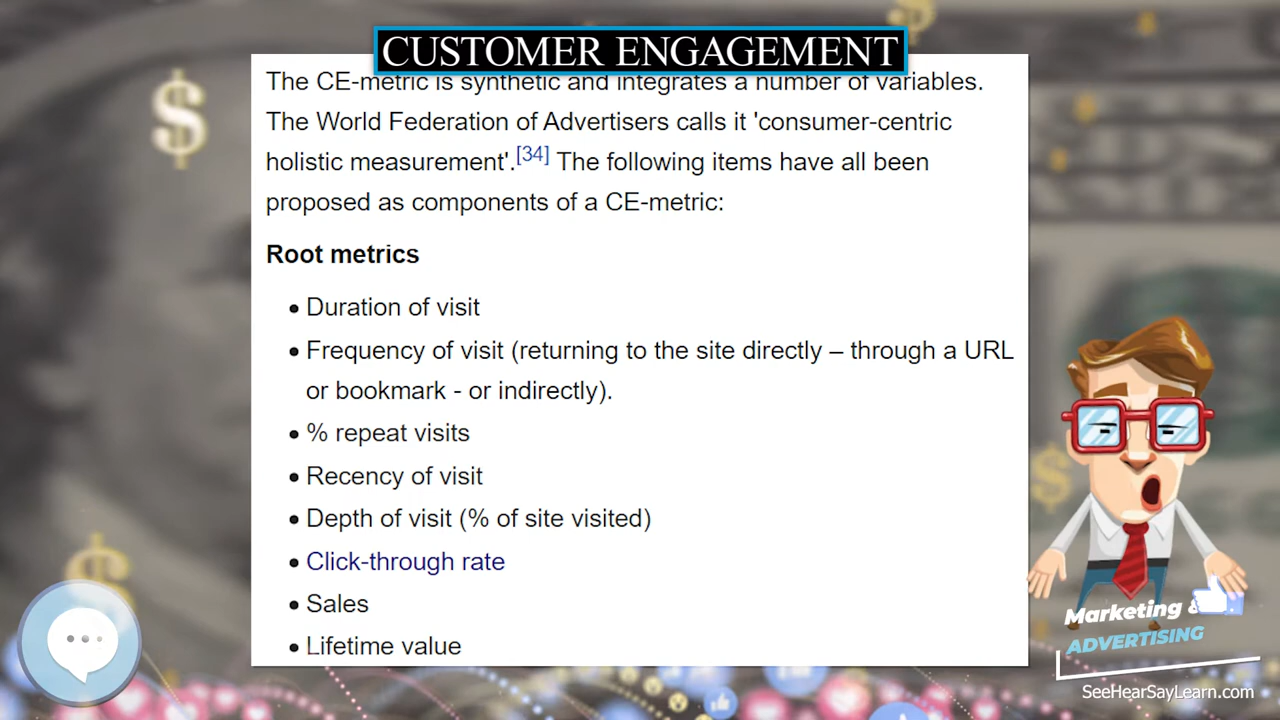 CUSTOMER ENGAGEMENT
The CE-metric is synthetic and integrates a number of variables.
The World Federation of Advertisers calls it 'consumer-centric
holistic measurement'.[34] The following items have all been
proposed as components of a CE-metric:
Root metrics
• Duration of visit
• Frequency of visit (returning to the site directly – through a URL
or bookmark - or indirectly).
• % repeat visits
• Recency of visit
• Depth of visit (% of site visited)
• Click-through rate
• Sales
• Lifetime value
Marketing &
ADVERTISING
SeeHearSayLearn.com